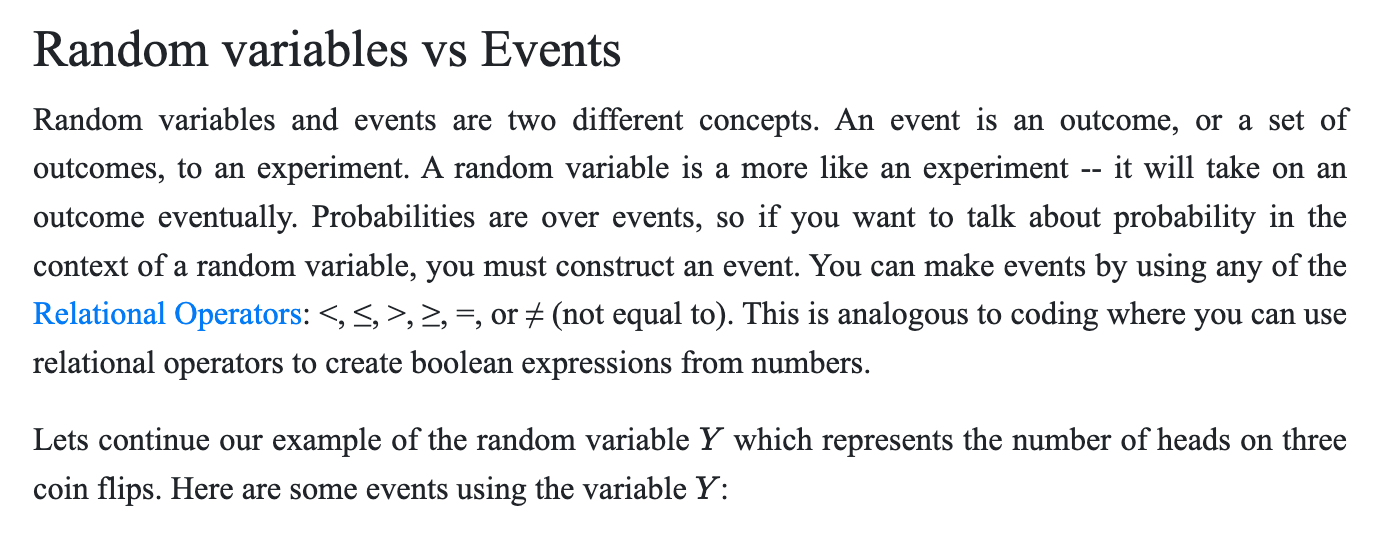 Random variables vs Events
Random variables and events are two different concepts. An event is an outcome, or a set of
outcomes, to an experiment. A random variable is a more like an experiment -- it will take on an
outcome eventually. Probabilities are over events, so if you want to talk about probability in the
context of a random variable, you must construct an event. You can make events by using any of the
Relational Operators: <, ≤, >, ≥, =, or ≠ (not equal to). This is analogous to coding where you can use
relational operators to create boolean expressions from numbers.
Lets continue our example of the random variable Y which represents the number of heads on three
coin flips. Here are some events using the variable Y: